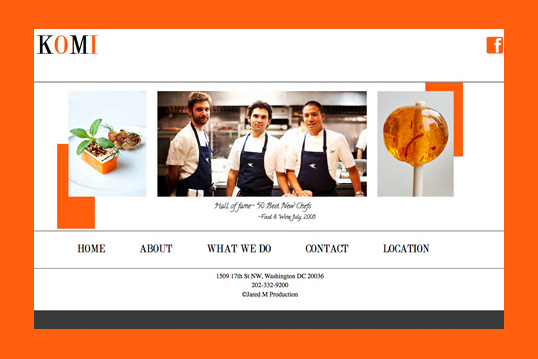 KOMI
f
Hall of fame- 50 Best New Chefs
-Food & Wine July 2008
HOME ABOUT WHAT WE DO CONTACT LOCATION
1509 17th St NW, Washington DC 20036
202-332-9200
©Jared M Production